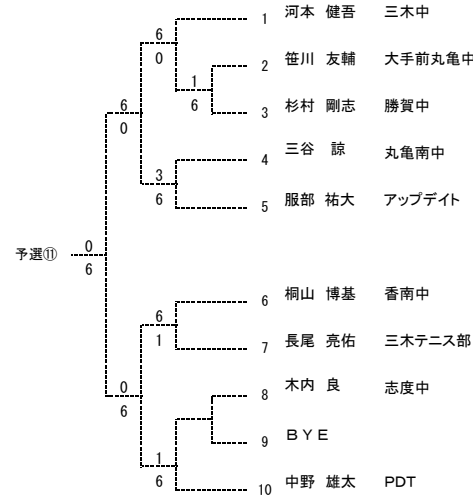 6
0
1 河本 健吾 三木中
2 笹川 友輔 大手前丸亀中
1
6
3 杉村 剛志 勝賀中
6
0
4 三谷 諒 丸亀南中
3
6
5 服部 祐大 アップデイト
予選⑪
0
6
6 桐山 博基 香南中
6
1
7 長尾 亮佑 三木テニス部
0
6
8 木内 良 志度中
9 BYE
1
6
10 中野 雄太 PDT